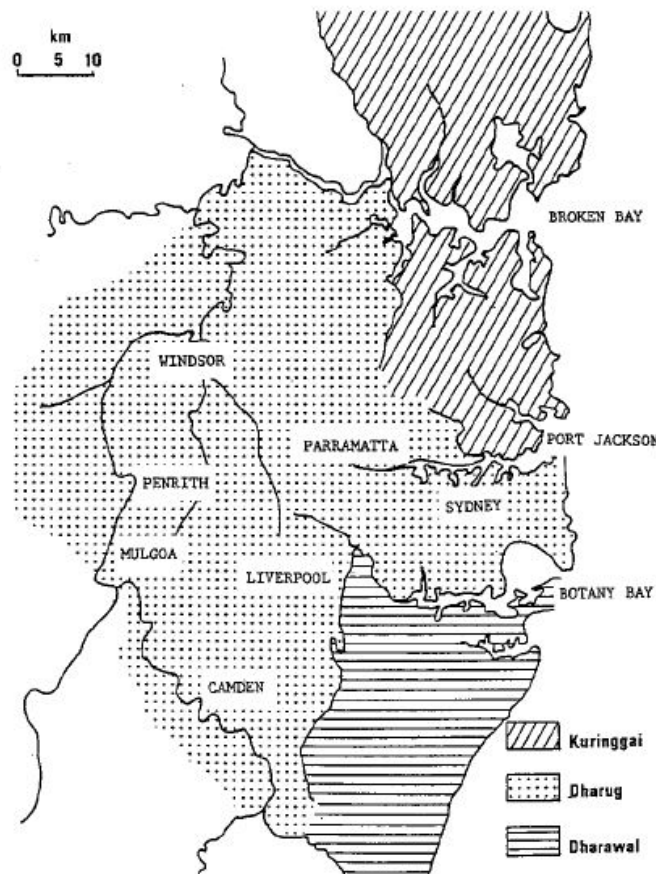 km
0 5 10
BROKEN BAY
WINDSOR
PARRAMATTA
PORT JACKSON
PENRITH
SYDNEY
MULGOA
LIVERPOOL
BOTANY BAY
CAMDEN
Kuringgai
Dharug
Dharawal